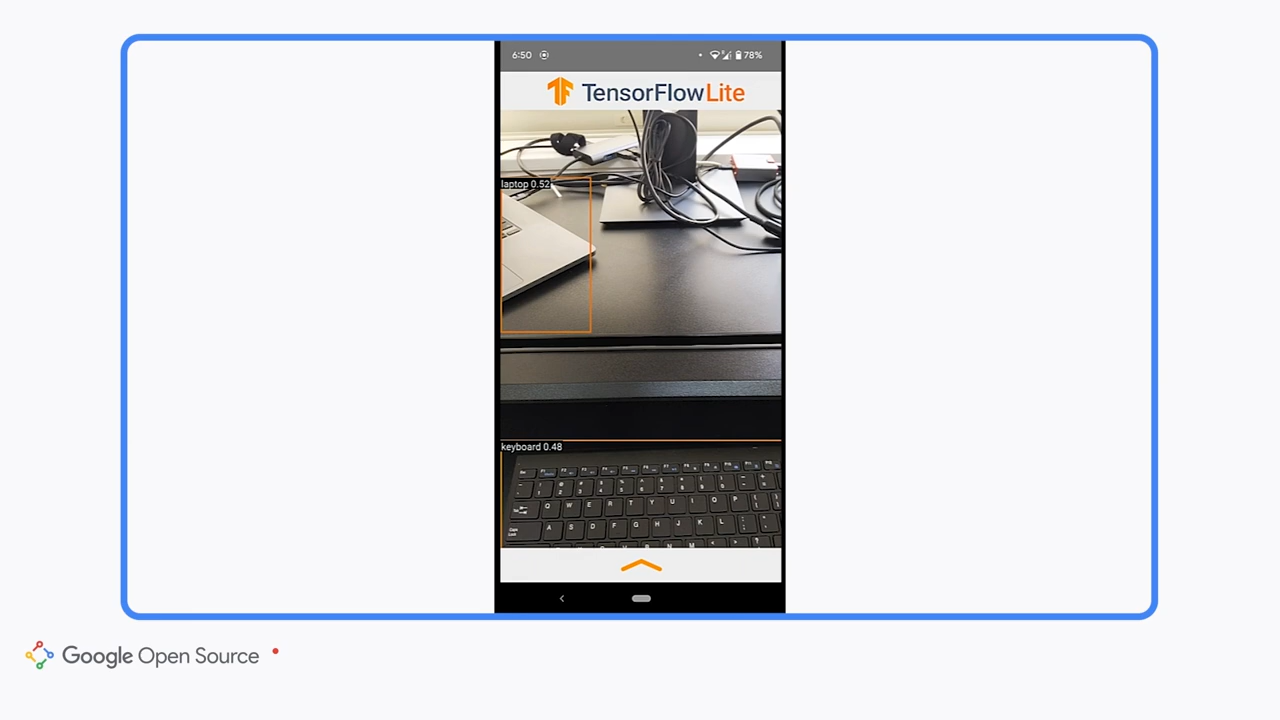 6:50 78%
TensorFlow Lite
laptop 0.52
keyboard 0.48
Q W E R T Y U I O P
A S D F G H J K L
Google Open Source